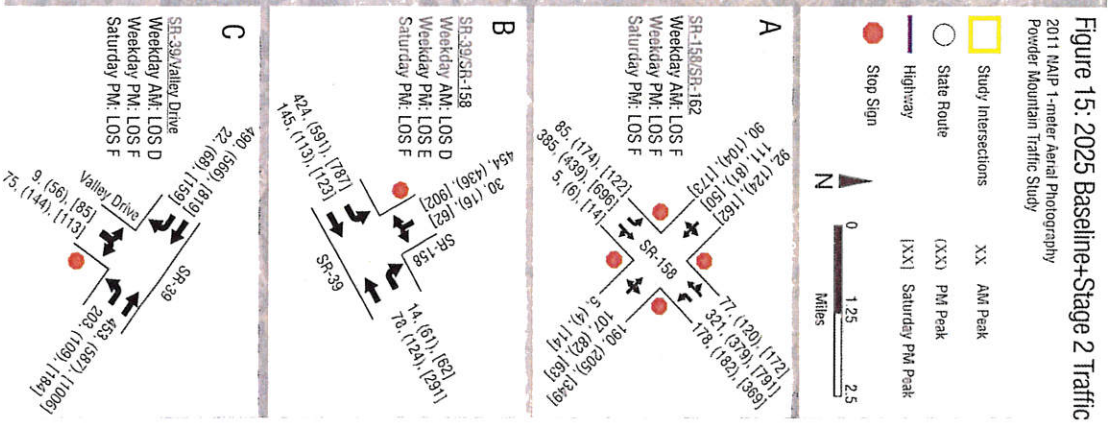 Figure 15: 2025 Baseline+Stage 2 Traffic
2011 NAIP 1-meter Aerial Photography
Powder Mountain Traffic Study
Study Intersections
State Route
Highway
Stop Sign
XX AM Peak
(XX) PM Peak
[XX] Saturday PM Peak
N
0 1.25 2.5
Miles
A
SR-158/SR-162
Weekday AM: LOS F
Weekday PM: LOS F
Saturday PM: LOS F
92, (124), [162]
111, (81), [50]
90, (104), [173]
85, (174), [122]
385, (439), [696]
5, (6), [14]
SR-158
77, (120), [172]
321, (379), [791]
178, (182), [369]
190, (205), [349]
107, (82), [63]
5, (4), [14]
B
SR-39/SR-158
Weekday AM: LOS D
Weekday PM: LOS E
Saturday PM: LOS F
454, (436), [902]
30, (16), [62]
424, (591), [787]
145, (113), [123]
SR-158
SR-39
14, (61), [62]
78, (124), [291]
C
SR-39/Valley Drive
Weekday AM: LOS D
Weekday PM: LOS F
Saturday PM: LOS F
490, (566), [819]
22, (68), [159]
SR-39
Valley Drive
9, (56), [85]
75, (144), [113]
453, (587), [1006]
203, (109), [184]